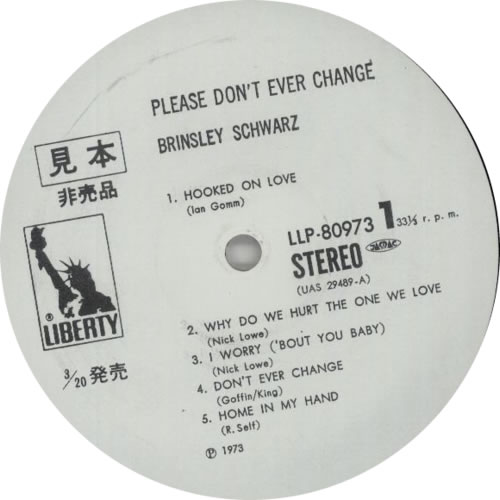 PLEASE DON'T EVER CHANGE
BRINSLEY SCHWARZ
見本
非売品
1. HOOKED ON LOVE
(Ian Gomm)
LLP-80973 1 33⅓ r. p. m.
STEREO JASRAC
(UAS 29489-A)
® LIBERTY
3/20 発売
2. WHY DO WE HURT THE ONE WE LOVE
(Nick Lowe)
3. I WORRY ('BOUT YOU BABY)
(Nick Lowe)
4. DON'T EVER CHANGE
(Goffin/King)
5. HOME IN MY HAND
(R. Self)
℗ 1973